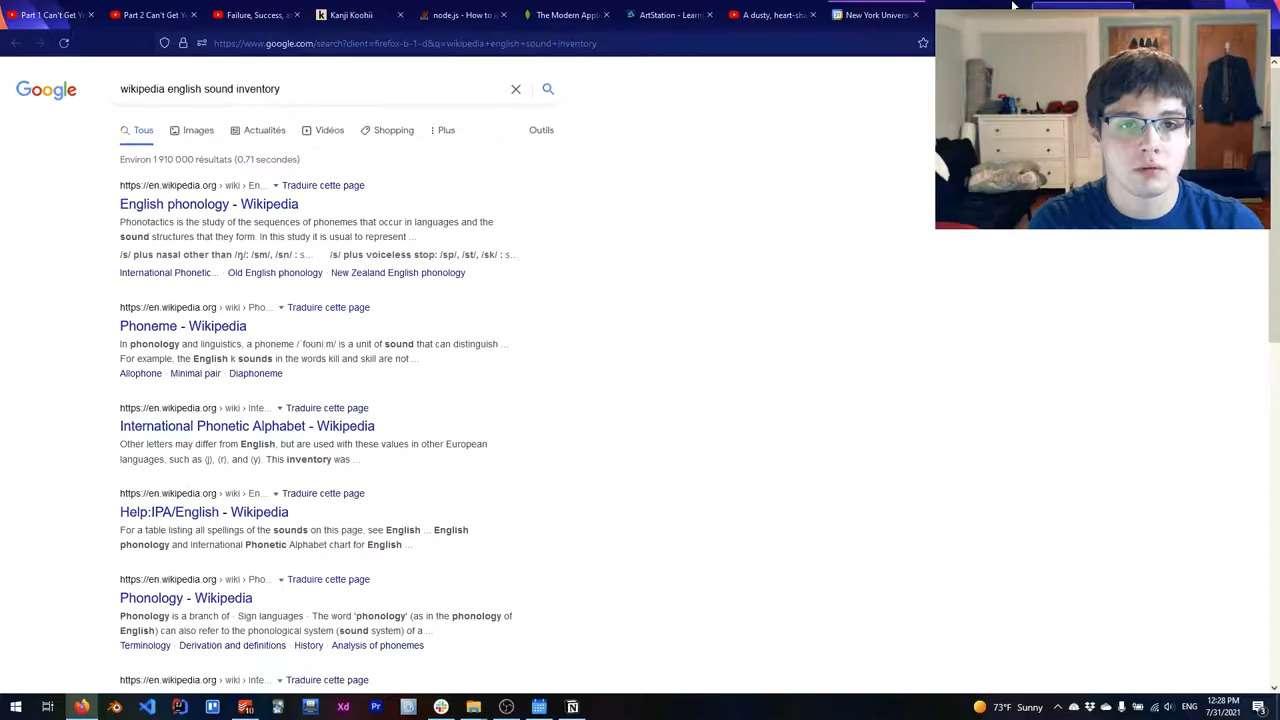 Part 1 Can't Get Y
Part 2 Can't Get Y
Failure, Success, a
Kanji Koohii
node.js - How to i
The Modern Appl
ArtStation - Learn
A dusty, heart-sha
New York Universi
https://www.google.com/search?client=firefox-b-1-d&q=wikipedia+english+sound+inventory
Google
wikipedia english sound inventory
Tous
Images
Actualités
Vidéos
Shopping
Plus
Outils
Environ 1 910 000 résultats (0,71 secondes)
https://en.wikipedia.org › wiki › En... Traduire cette page
English phonology - Wikipedia
Phonotactics is the study of the sequences of phonemes that occur in languages and the
sound structures that they form. In this study it is usual to represent ...
/s/ plus nasal other than /ŋ/: /sm/, /sn/ : s... /s/ plus voiceless stop: /sp/, /st/, /sk/ : s...
International Phonetic... · Old English phonology · New Zealand English phonology
https://en.wikipedia.org › wiki › Pho... Traduire cette page
Phoneme - Wikipedia
In phonology and linguistics, a phoneme /ˈfoʊniːm/ is a unit of sound that can distinguish ...
For example, the English k sounds in the words kill and skill are not ...
Allophone · Minimal pair · Diaphoneme
https://en.wikipedia.org › wiki › Inte... Traduire cette page
International Phonetic Alphabet - Wikipedia
Other letters may differ from English, but are used with these values in other European
languages, such as ⟨j⟩, ⟨r⟩, and ⟨y⟩. This inventory was ...
https://en.wikipedia.org › wiki › En... Traduire cette page
Help:IPA/English - Wikipedia
For a table listing all spellings of the sounds on this page, see English ... English
phonology and International Phonetic Alphabet chart for English ...
https://en.wikipedia.org › wiki › Pho... Traduire cette page
Phonology - Wikipedia
Phonology is a branch of · Sign languages · The word 'phonology' (as in the phonology of
English) can also refer to the phonological system (sound system) of a ...
Terminology · Derivation and definitions · History · Analysis of phonemes
https://en.wikipedia.org › wiki › Inte... Traduire cette page
10
Xd
Pr
73°F Sunny
ENG
12:28 PM
7/31/2021
3